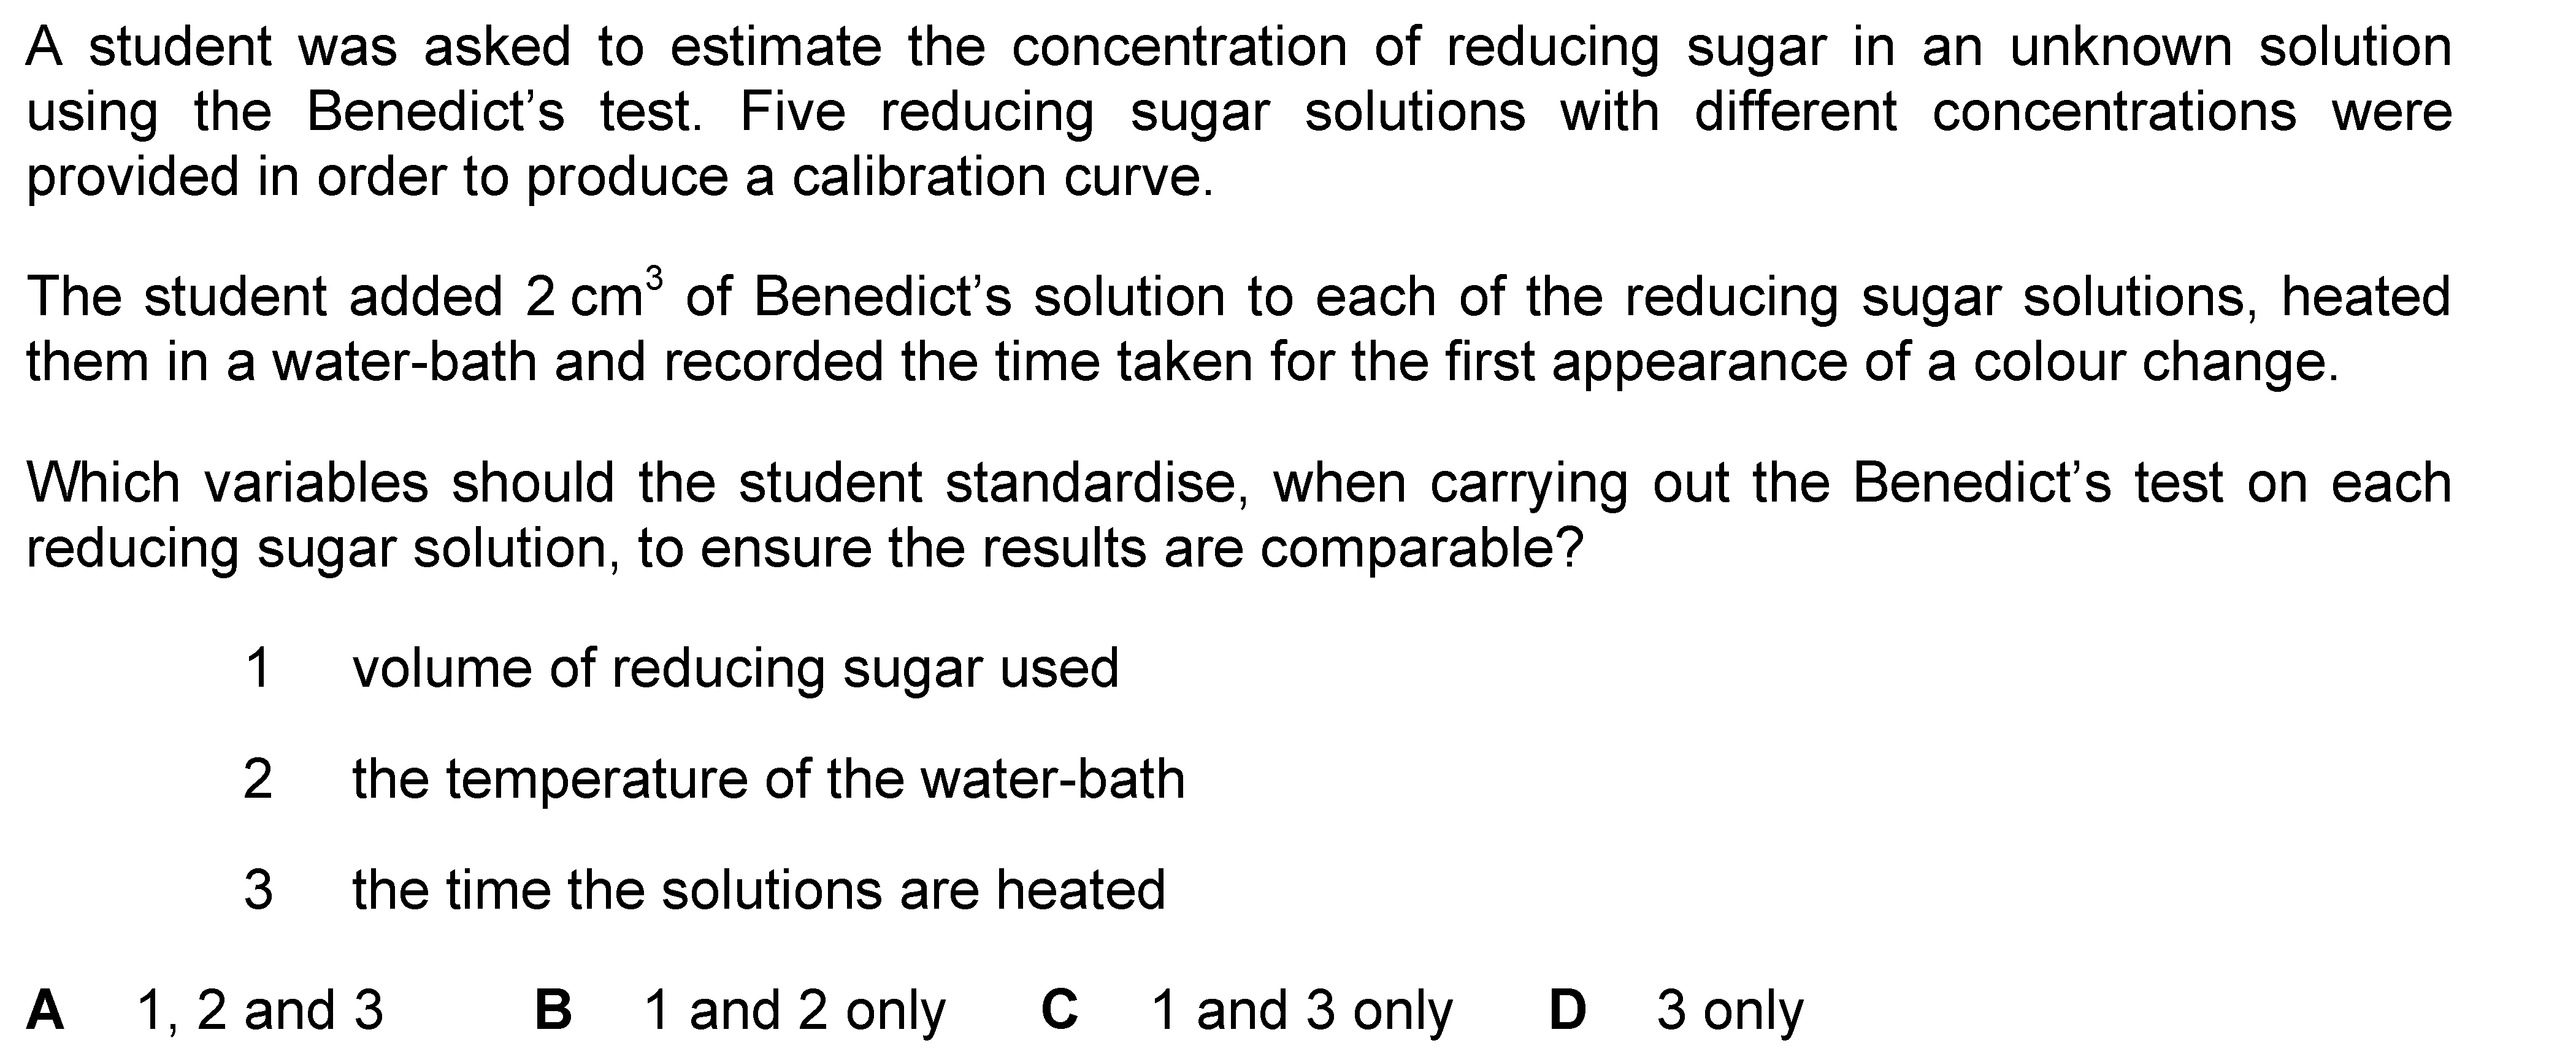 A student was asked to estimate the concentration of reducing sugar in an unknown solution
using the Benedict’s test. Five reducing sugar solutions with different concentrations were
provided in order to produce a calibration curve.
The student added 2 cm³ of Benedict’s solution to each of the reducing sugar solutions, heated
them in a water-bath and recorded the time taken for the first appearance of a colour change.
Which variables should the student standardise, when carrying out the Benedict’s test on each
reducing sugar solution, to ensure the results are comparable?
1 volume of reducing sugar used
2 the temperature of the water-bath
3 the time the solutions are heated
A 1, 2 and 3 B 1 and 2 only C 1 and 3 only D 3 only